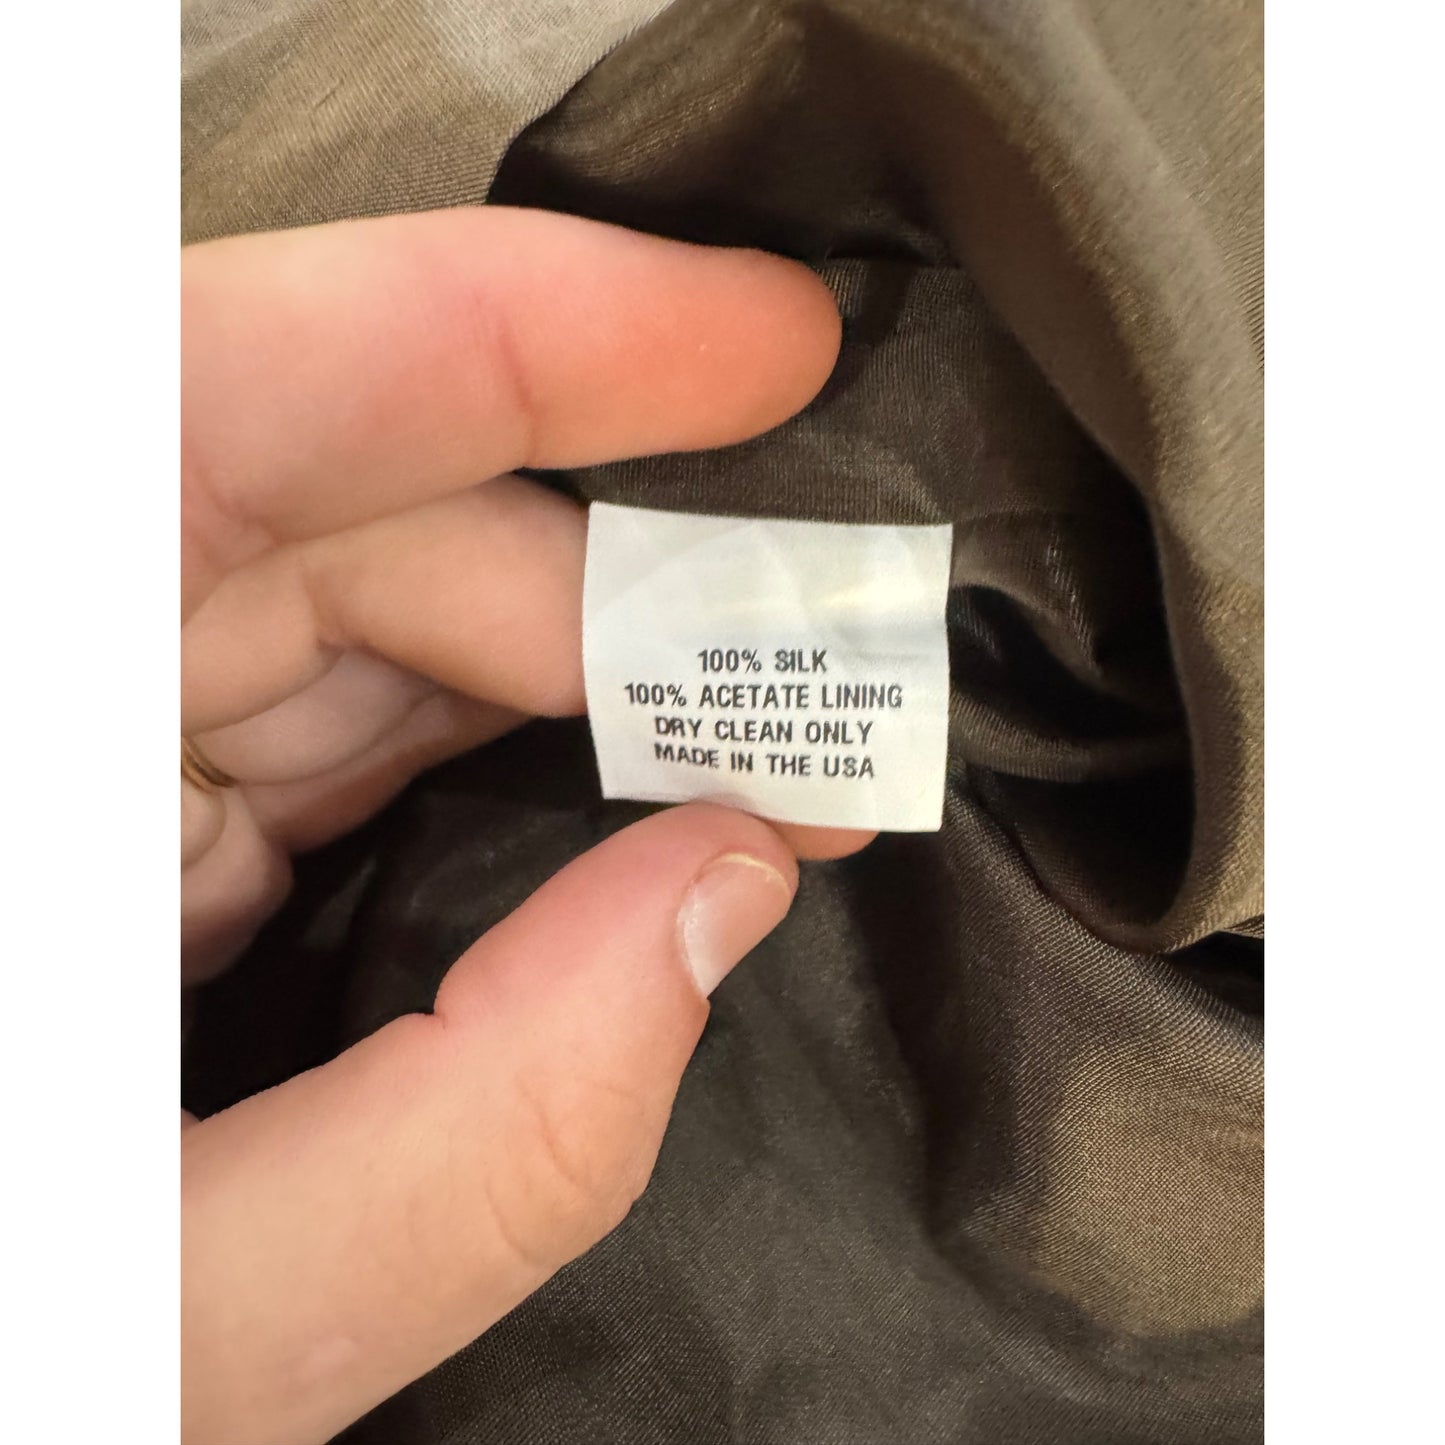 100% SILK
100% ACETATE LINING
DRY CLEAN ONLY
MADE IN THE USA